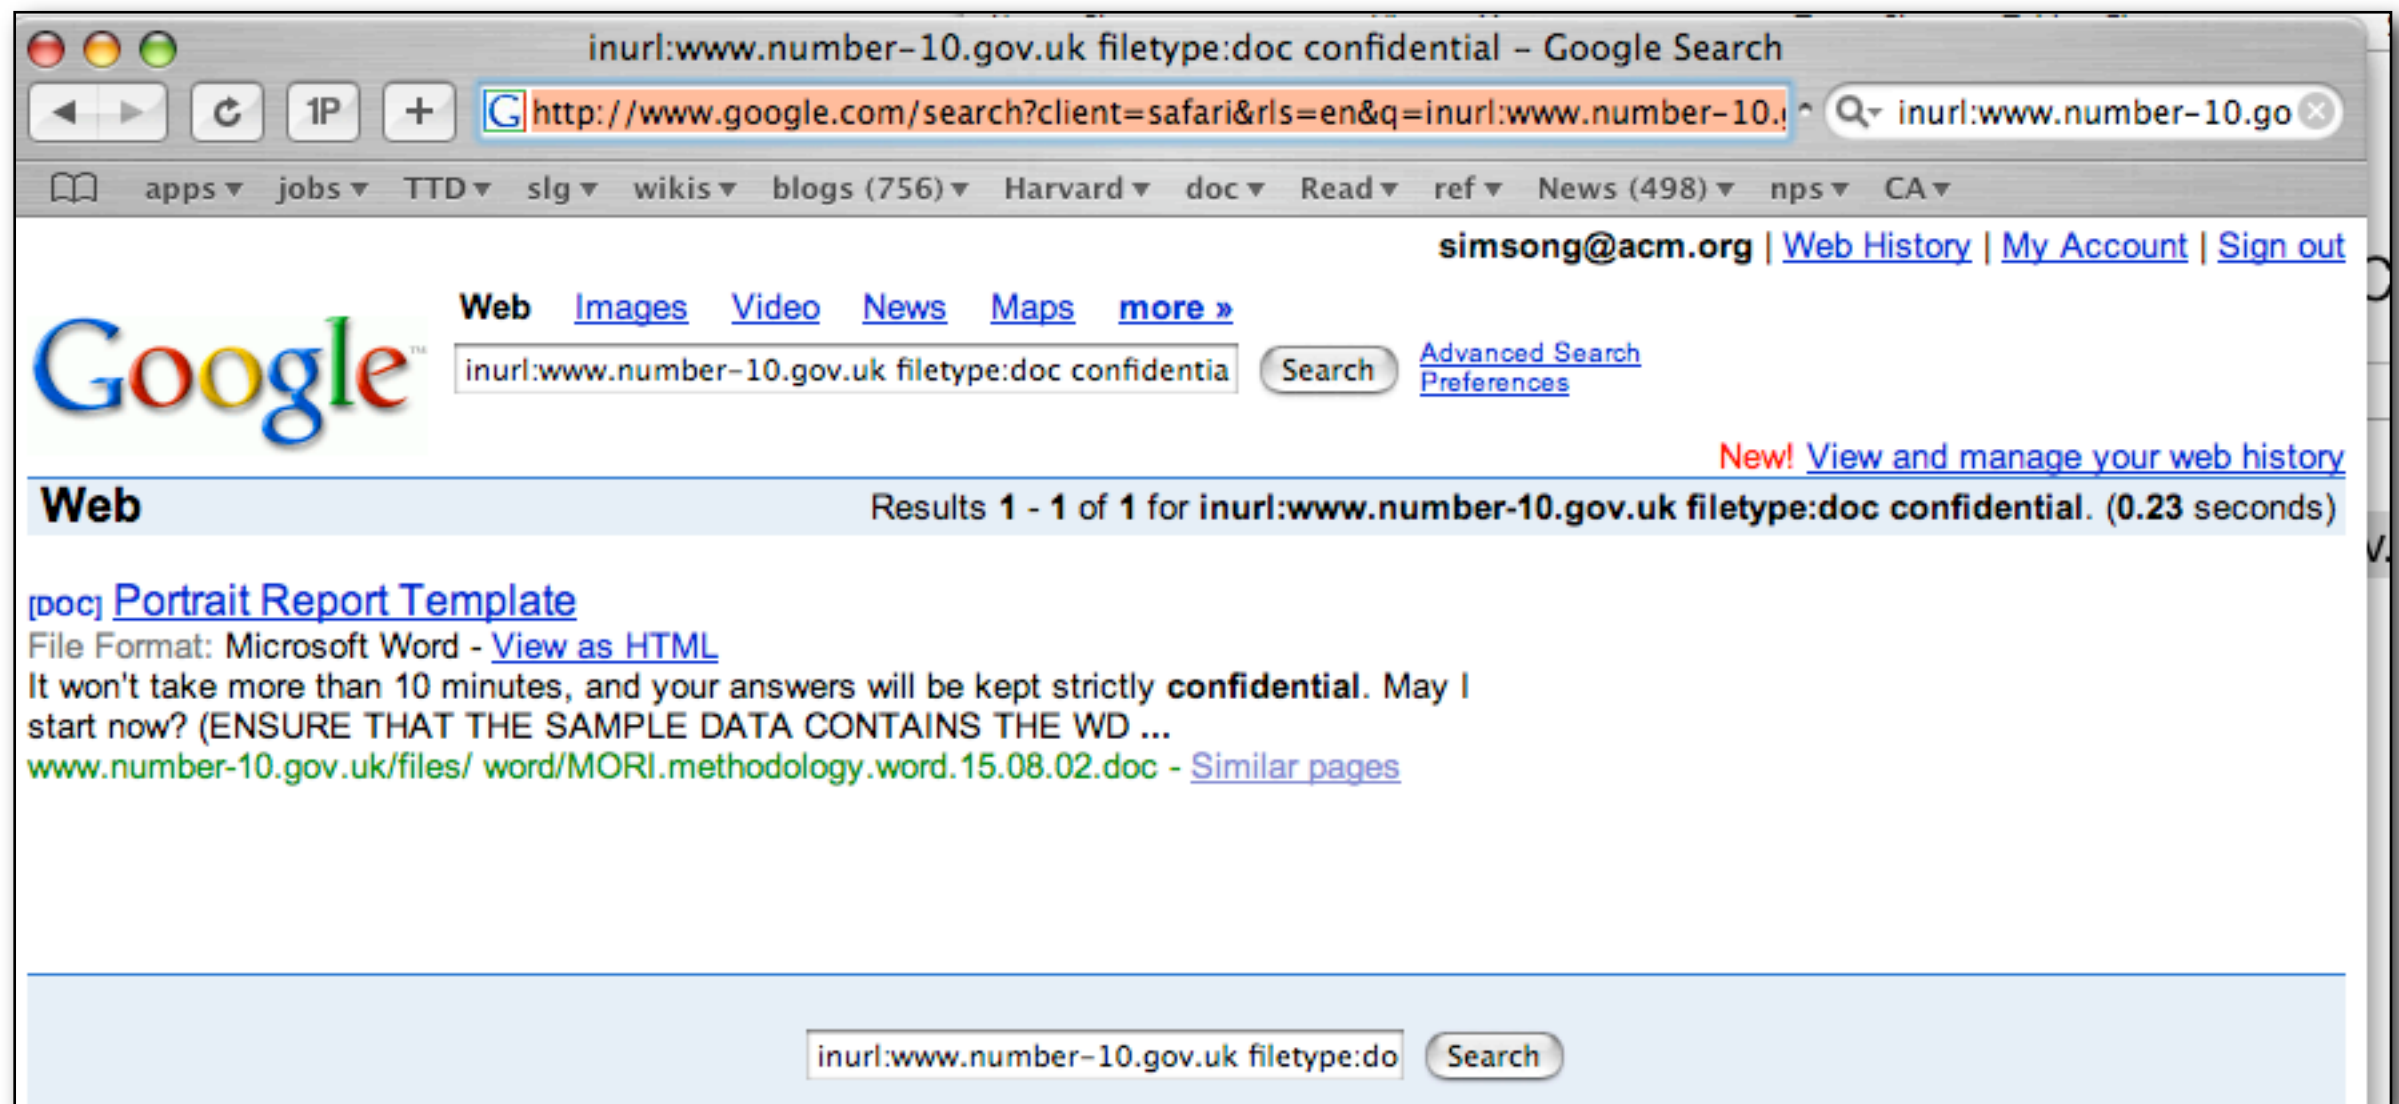 inurl:www.number-10.gov.uk filetype:doc confidential – Google Search
1P + G http://www.google.com/search?client=safari&rls=en&q=inurl:www.number-10. inurl:www.number-10.go
apps jobs TTD slg wikis blogs (756) Harvard doc Read ref News (498) nps CA
simsong@acm.org | Web History | My Account | Sign out
Web Images Video News Maps more »
Google™
inurl:www.number-10.gov.uk filetype:doc confidentia Search Advanced Search
Preferences
New! View and manage your web history
Web Results 1 - 1 of 1 for inurl:www.number-10.gov.uk filetype:doc confidential. (0.23 seconds)
[DOC] Portrait Report Template
File Format: Microsoft Word - View as HTML
It won't take more than 10 minutes, and your answers will be kept strictly confidential. May I
start now? (ENSURE THAT THE SAMPLE DATA CONTAINS THE WD ...
www.number-10.gov.uk/files/ word/MORI.methodology.word.15.08.02.doc - Similar pages
inurl:www.number-10.gov.uk filetype:do Search